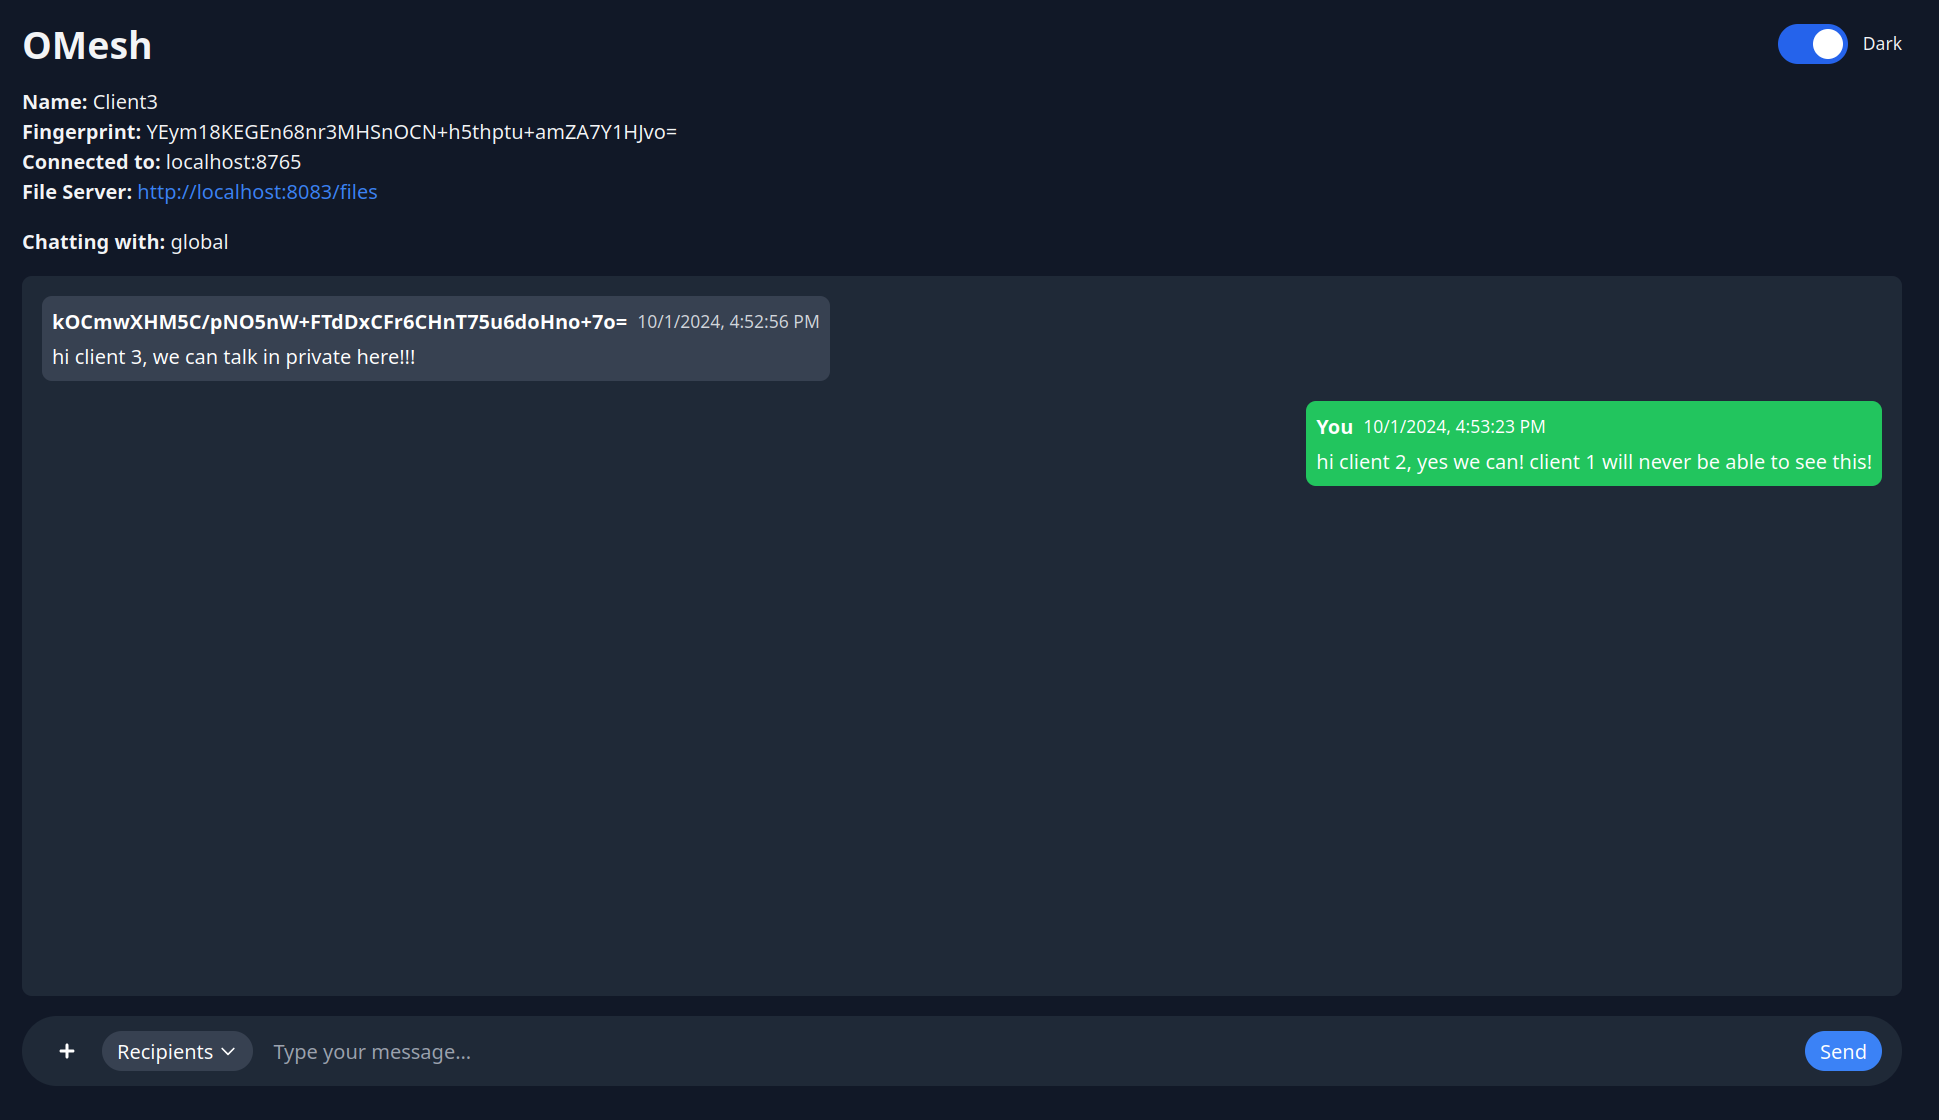 OMesh
Dark
Name: Client3
Fingerprint: YEym18KEGEn68nr3MHSnOCN+h5thptu+amZA7Y1HJvo=
Connected to: localhost:8765
File Server: http://localhost:8083/files
Chatting with: global
kOCmwXHM5C/pNO5nW+FTdDxCFr6CHnT75u6doHno+7o= 10/1/2024, 4:52:56 PM
hi client 3, we can talk in private here!!!
You 10/1/2024, 4:53:23 PM
hi client 2, yes we can! client 1 will never be able to see this!
+ Recipients Type your message... Send